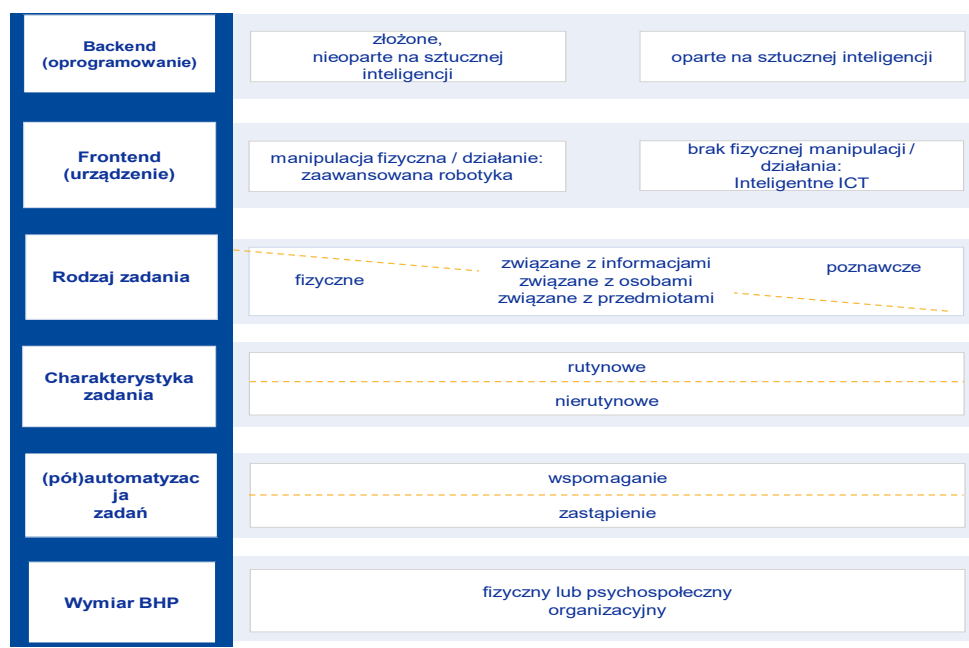 Backend
(oprogramowanie)
złożone,
nieoparte na sztucznej
inteligencji
oparte na sztucznej inteligencji
Frontend
(urządzenie)
manipulacja fizyczna / działanie:
zaawansowana robotyka
brak fizycznej manipulacji /
działania:
Inteligentne ICT
Rodzaj zadania
fizyczne
związane z informacjami
związane z osobami
związane z przedmiotami
poznawcze
Charakterystyka
zadania
rutynowe
nierutynowe
(pół)automatyzac
ja
zadań
wspomaganie
zastąpienie
Wymiar BHP
fizyczny lub psychospołeczny
organizacyjny